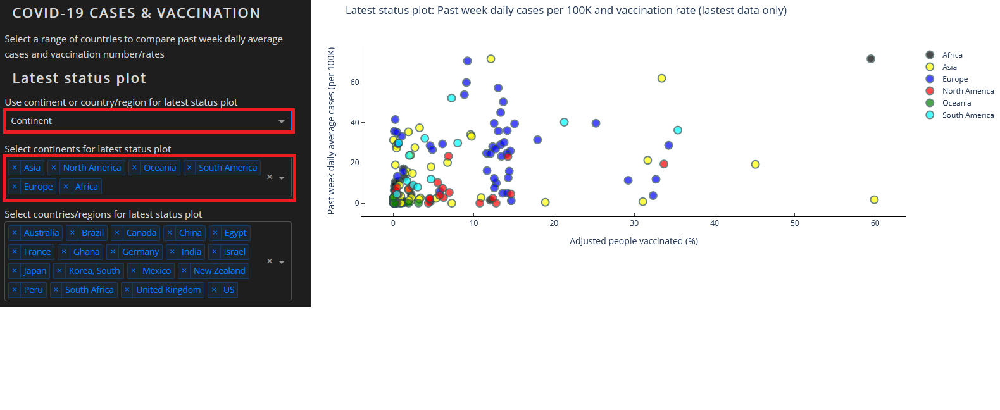 COVID-19 CASES & VACCINATION
Select a range of countries to compare past week daily average
cases and vaccination number/rates
Latest status plot
Use continent or country/region for latest status plot
Continent
Select continents for latest status plot
× Asia × North America × Oceania × South America
× Europe × Africa
×
Select countries/regions for latest status plot
× Australia × Brazil × Canada × China × Egypt
× France × Ghana × Germany × India × Israel
× Japan × Korea, South × Mexico × New Zealand
× Peru × South Africa × United Kingdom × US
×
Latest status plot: Past week daily cases per 100K and vaccination rate (lastest data only)
Past week daily average cases (per 100K)
60
40
20
0
0 10 20 30 40 50 60
Adjusted people vaccinated (%)
Africa
Asia
Europe
North America
Oceania
South America